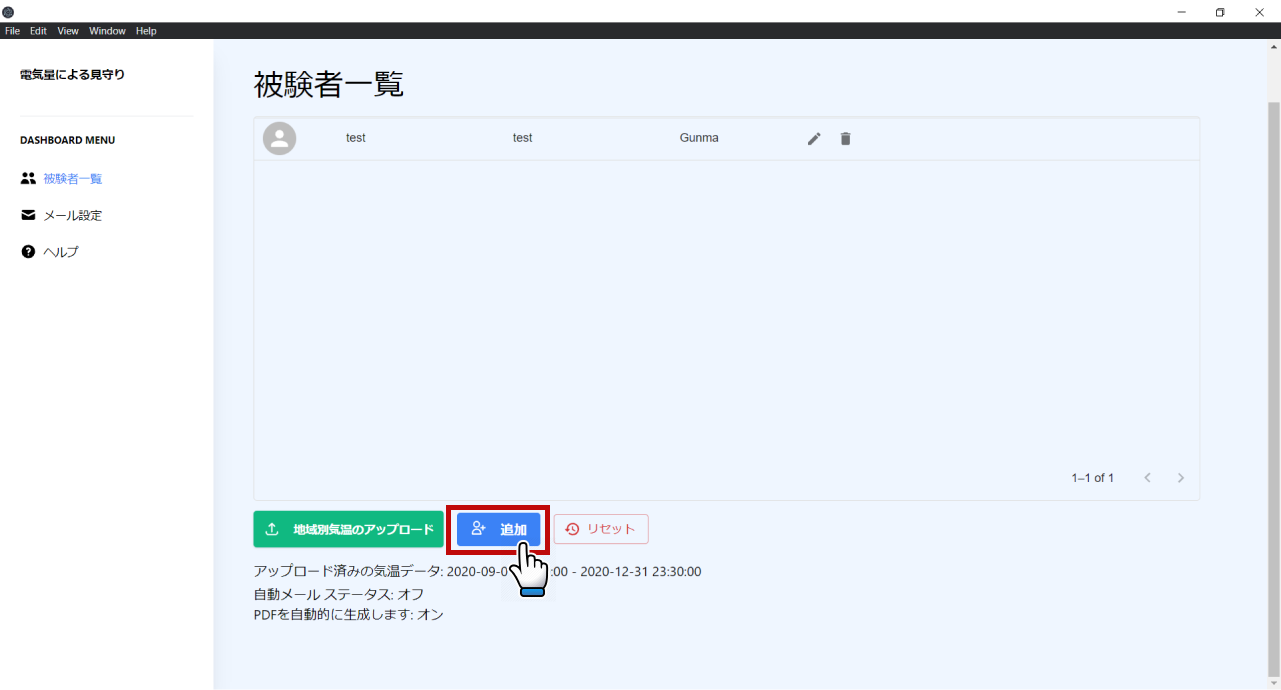 File Edit View Window Help
電気量による見守り
DASHBOARD MENU
被験者一覧
メール設定
ヘルプ
被験者一覧
test test Gunma
1–1 of 1
地域別気温のアップロード 追加 リセット
アップロード済みの気温データ: 2020-09-0 :00 - 2020-12-31 23:30:00
自動メール ステータス: オフ
PDFを自動的に生成します: オン